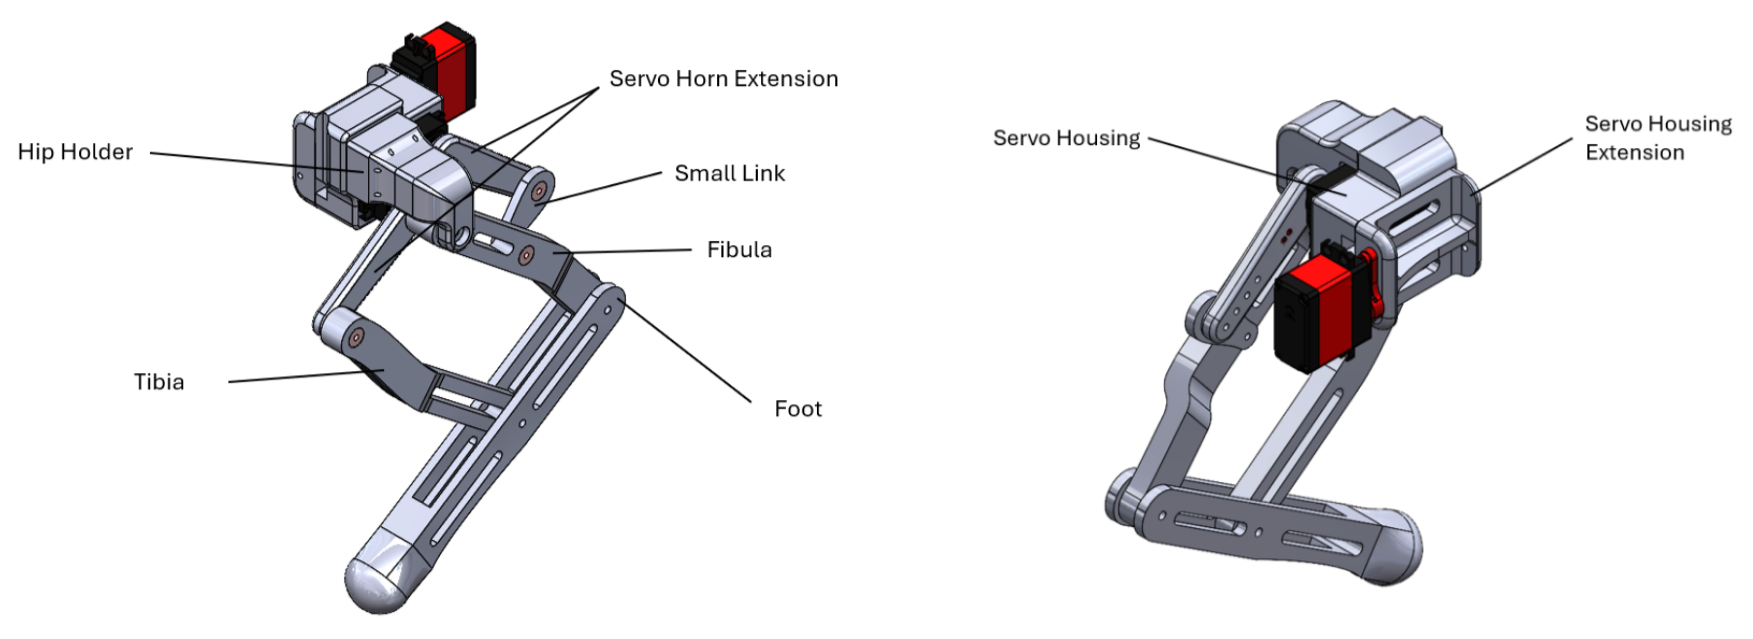 Servo Horn Extension
Hip Holder
Small Link
Fibula
Tibia
Foot
Servo Housing
Servo Housing
Extension